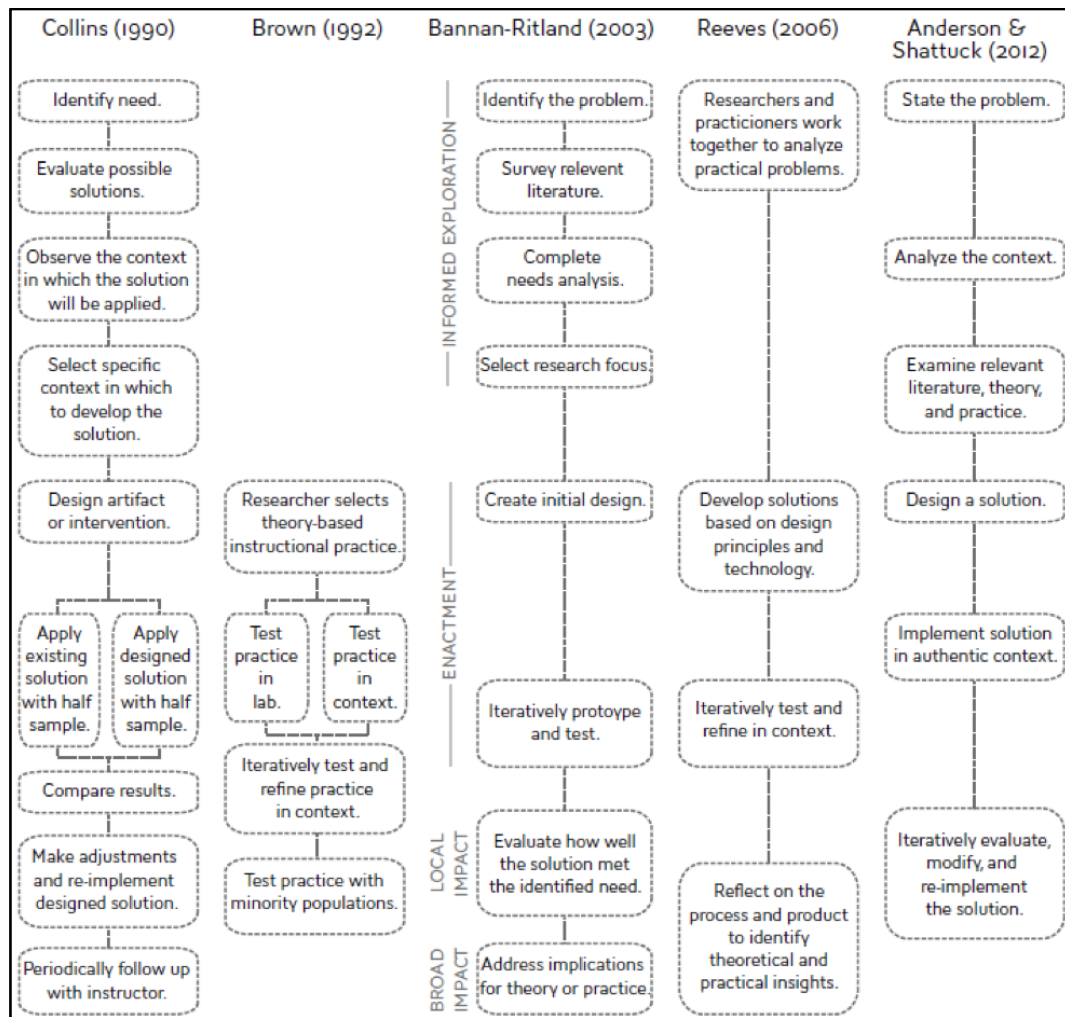 Collins (1990)
Identify need.
Evaluate possible
solutions.
Observe the context
in which the solution
will be applied.
Select specific
context in which
to develop the
solution.
Design artifact
or intervention.
Apply
existing
solution
with half
sample.
Apply
designed
solution
with half
sample.
Compare results.
Make adjustments
and re-implement
designed solution.
Periodically follow up
with instructor.
Brown (1992)
Researcher selects
theory-based
instructional practice.
Test
practice
in
lab.
Test
practice
in
context.
Iteratively test and
refine practice
in context.
Test practice with
minority populations.
Bannan-Ritland (2003)
INFORMED EXPLORATION
Identify the problem.
Survey relevent
literature.
Complete
needs analysis.
Select research focus.
ENACTMENT
Create initial design.
Iteratively protoype
and test.
LOCAL
IMPACT
Evaluate how well
the solution met
the identified need.
BROAD
IMPACT
Address implications
for theory or practice.
Reeves (2006)
Researchers and
practicioners work
together to analyze
practical problems.
Develop solutions
based on design
principles and
technology.
Iteratively test and
refine in context.
Reflect on the
process and product
to identify
theoretical and
practical insights.
Anderson &
Shattuck (2012)
State the problem.
Analyze the context.
Examine relevant
literature, theory,
and practice.
Design a solution.
Implement solution
in authentic context.
Iteratively evaluate,
modify, and
re-implement
the solution.